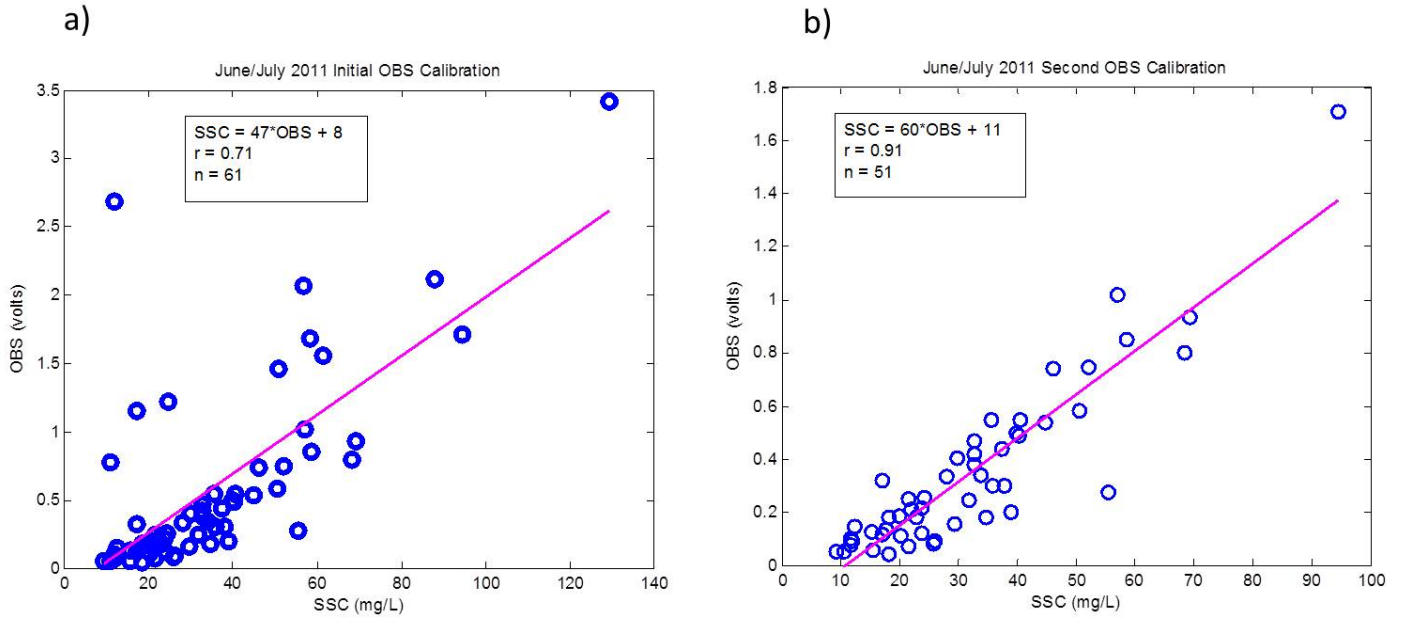 a)
June/July 2011 Initial OBS Calibration
3.5
3
2.5
2
1.5
1
0.5
0
OBS (volts)
SSC = 47*OBS + 8
r = 0.71
n = 61
0 20 40 60 80 100 120 140
SSC (mg/L)
b)
June/July 2011 Second OBS Calibration
1.8
1.6
1.4
1.2
1
0.8
0.6
0.4
0.2
0
OBS (volts)
SSC = 60*OBS + 11
r = 0.91
n = 51
0 10 20 30 40 50 60 70 80 90 100
SSC (mg/L)